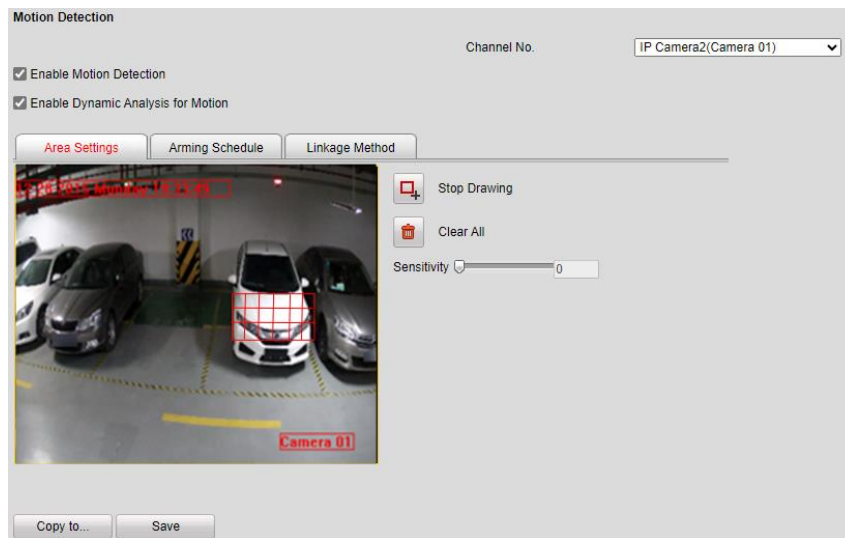 Motion Detection
Channel No. IP Camera2(Camera 01)
Enable Motion Detection
Enable Dynamic Analysis for Motion
Area Settings Arming Schedule Linkage Method
Monday
Stop Drawing
Clear All
Sensitivity 0
Camera 01
Copy to... Save